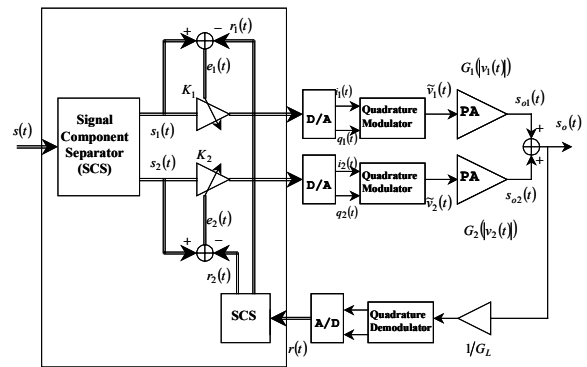 s(t)
Signal
Component
Separator
(SCS)
s₁(t)
s₂(t)
+
−
r₁(t)
e₁(t)
K₁
K₂
e₂(t)
+
−
r₂(t)
SCS
D/A
i₁(t)
q₁(t)
Quadrature
Modulator
ṽ₁(t)
G₁(|v₁(t)|)
PA
sₒ₁(t)
+
+
sₒ(t)
D/A
i₂(t)
q₂(t)
Quadrature
Modulator
ṽ₂(t)
PA
sₒ₂(t)
G₂(|v₂(t)|)
r(t)
A/D
Quadrature
Demodulator
1/G_L